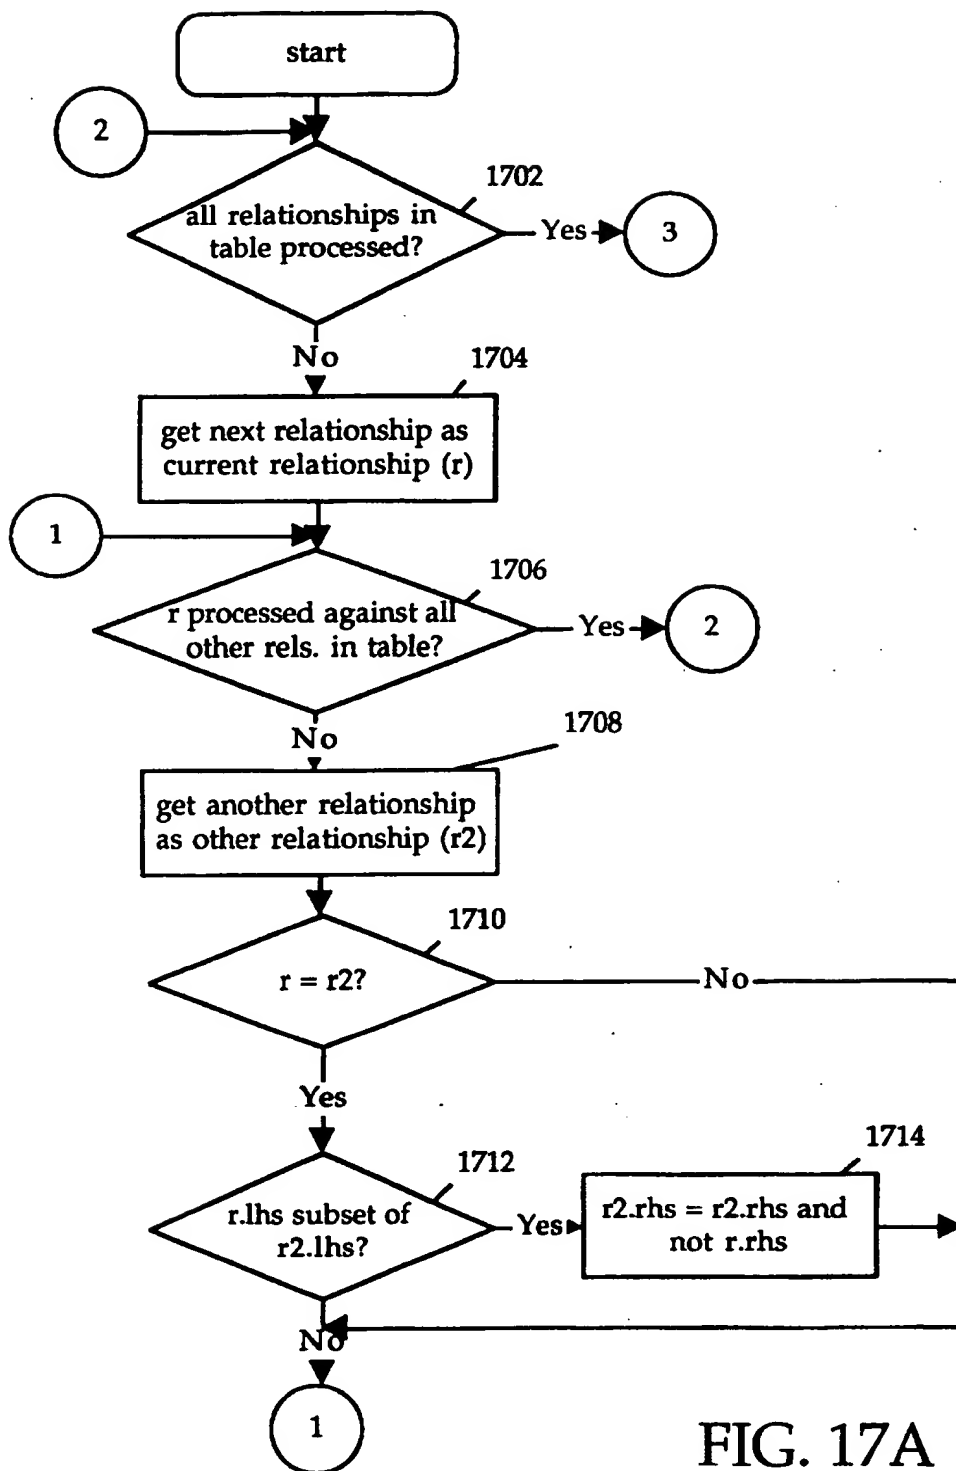 start
2
1702
all relationships in
table processed?
Yes
3
No
1704
get next relationship as
current relationship (r)
1
1706
r processed against all
other rels. in table?
Yes
2
No
1708
get another relationship
as other relationship (r2)
1710
r = r2?
No
Yes
1712
r.lhs subset of
r2.lhs?
Yes
1714
r2.rhs = r2.rhs and
not r.rhs
No
1
FIG. 17A